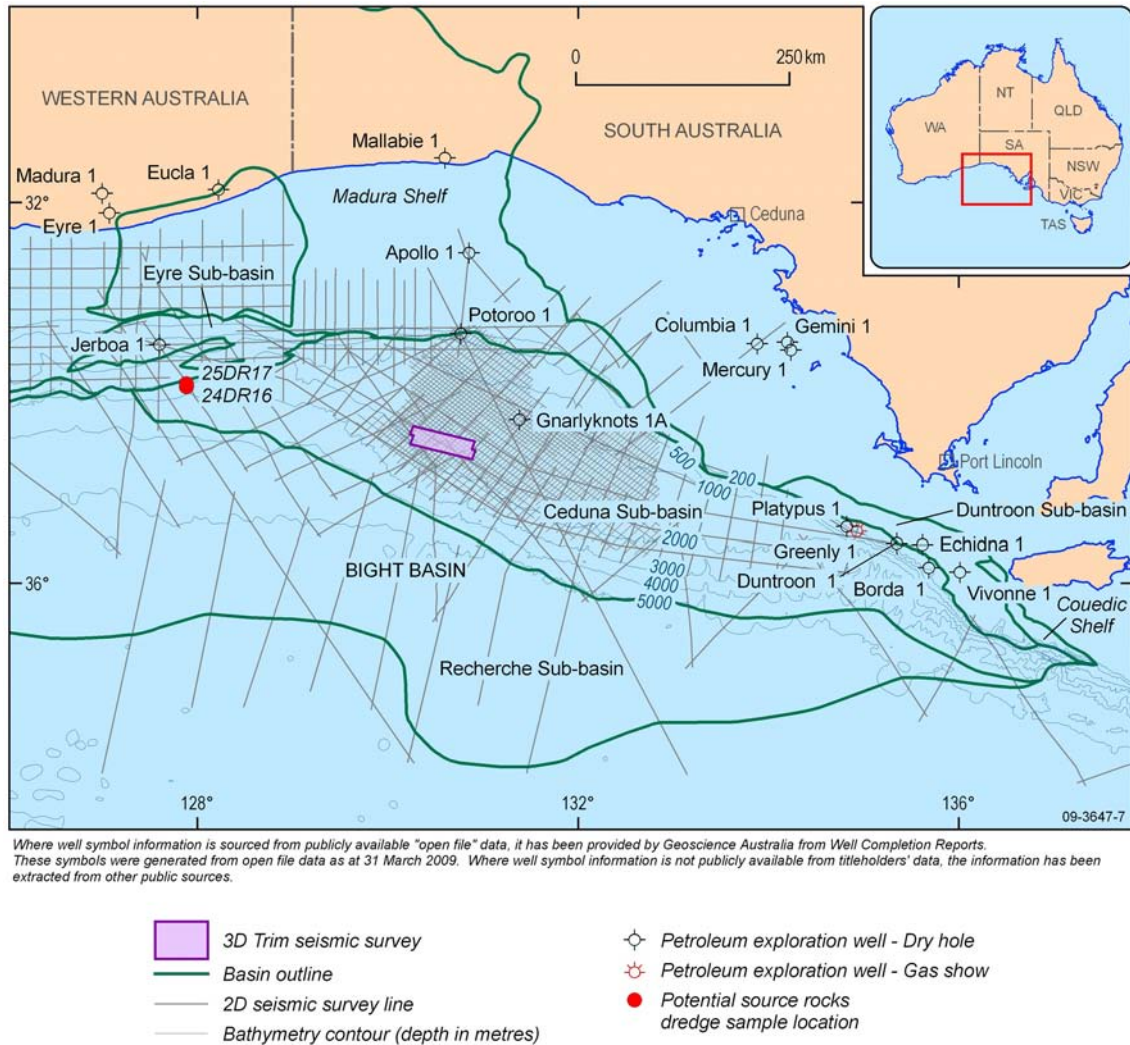 0 250 km
WESTERN AUSTRALIA
SOUTH AUSTRALIA
NT
QLD
WA
SA
NSW
VIC
TAS
Mallabie 1
Madura 1
Eucla 1
Madura Shelf
32°
Eyre 1
Ceduna
Apollo 1
Eyre Sub-basin
Potoroo 1
Columbia 1
Gemini 1
Jerboa 1
Mercury 1
25DR17
24DR16
Gnarlyknots 1A
500
200
1000
Port Lincoln
Platypus 1
Duntroon Sub-basin
Ceduna Sub-basin
2000
Greenly 1
Echidna 1
3000
Duntroon 1
BIGHT BASIN
36°
4000
Borda 1
Vivonne 1
5000
Couedic
Shelf
Recherche Sub-basin
128°
132°
136°
09-3647-7
Where well symbol information is sourced from publicly available "open file" data, it has been provided by Geoscience Australia from Well Completion Reports.
These symbols were generated from open file data as at 31 March 2009. Where well symbol information is not publicly available from titleholders' data, the information has been
extracted from other public sources.
3D Trim seismic survey
Basin outline
2D seismic survey line
Bathymetry contour (depth in metres)
Petroleum exploration well - Dry hole
Petroleum exploration well - Gas show
Potential source rocks
dredge sample location